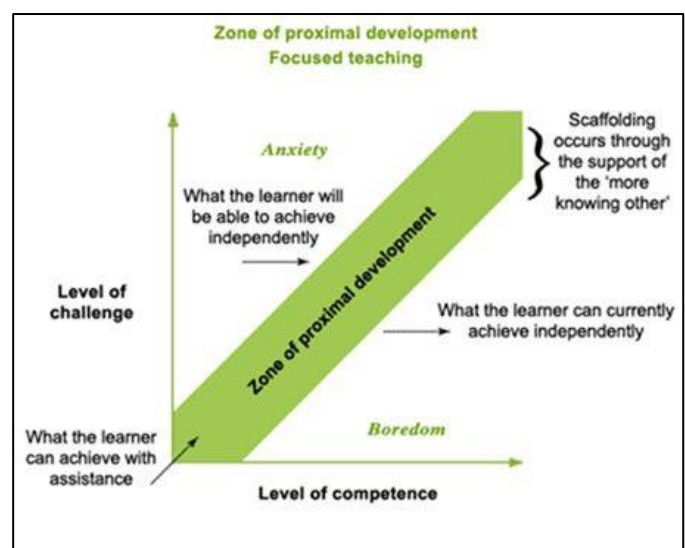 Zone of proximal development
Focused teaching
Anxiety
Scaffolding
occurs through
the support of
the ‘more
knowing other’
What the learner will
be able to achieve
independently
Level of
challenge
Zone of proximal development
What the learner can currently
achieve independently
What the learner
can achieve with
assistance
Boredom
Level of competence